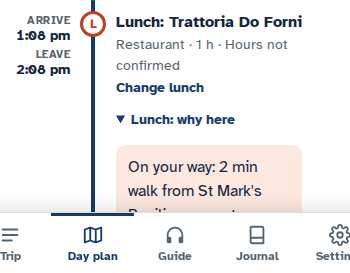 ARRIVE
1:08 pm
LEAVE
2:08 pm
L
Lunch: Trattoria Do Forni
Restaurant · 1 h · Hours not
confirmed
Change lunch
▼ Lunch: why here
On your way: 2 min
walk from St Mark's
Trip
Day plan
Guide
Journal
Settin